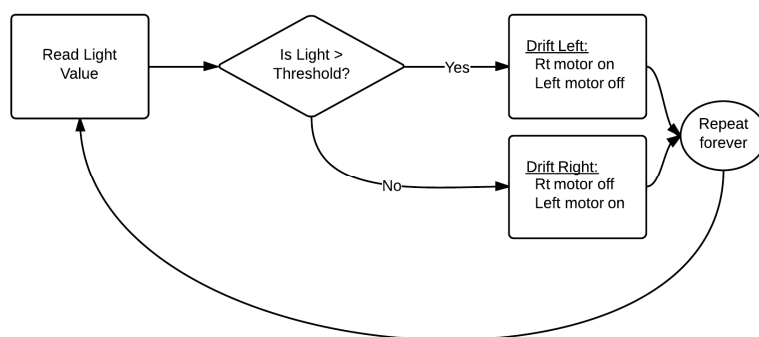 Read Light
Value
Is Light >
Threshold?
Yes
Drift Left:
Rt motor on
Left motor off
No
Drift Right:
Rt motor off
Left motor on
Repeat
forever